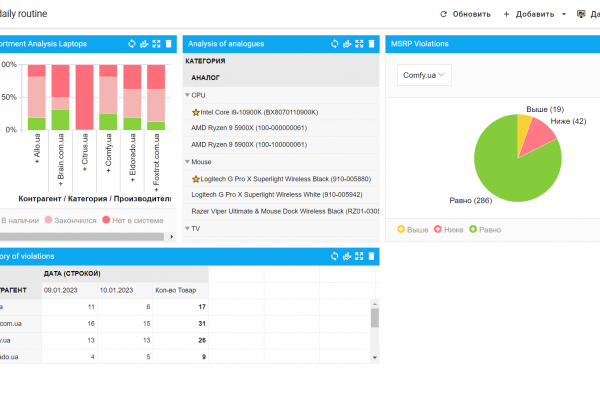 daily routine
Обновить
Добавить
ortment Analysis Laptops
00%
50%
0%
+ Allo.ua
+ Brain.com.ua
+ Citrus.ua
+ Comfy.ua
+ Eldorado.ua
+ Foxtrot.com.ua
Контрагент / Категория / Производитель
В наличии
Закончился
Нет в системе
Analysis of analogues
КАТЕГОРИЯ
АНАЛОГ
CPU
Intel Core i9-10900K (BX8070110900K)
AMD Ryzen 9 5900X (100-000000061)
AMD Ryzen 9 5900X (100-100000061)
Mouse
Logitech G Pro X Superlight Wireless Black (910-005880)
Logitech G Pro X Superlight Wireless White (910-005942)
Razer Viper Ultimate & Mouse Dock Wireless Black (RZ01-0305
TV
MSRP Violations
Comfy.ua
Выше (19)
Ниже (42)
Равно (286)
Выше
Ниже
Равно
ory of violations
ДАТА (СТРОКОЙ)
ТРАГЕНТ 09.01.2023 10.01.2023 Кол-во Товар
a 11 6 17
.com.ua 16 15 31
y.ua 13 13 26
rado.ua 4 5 9